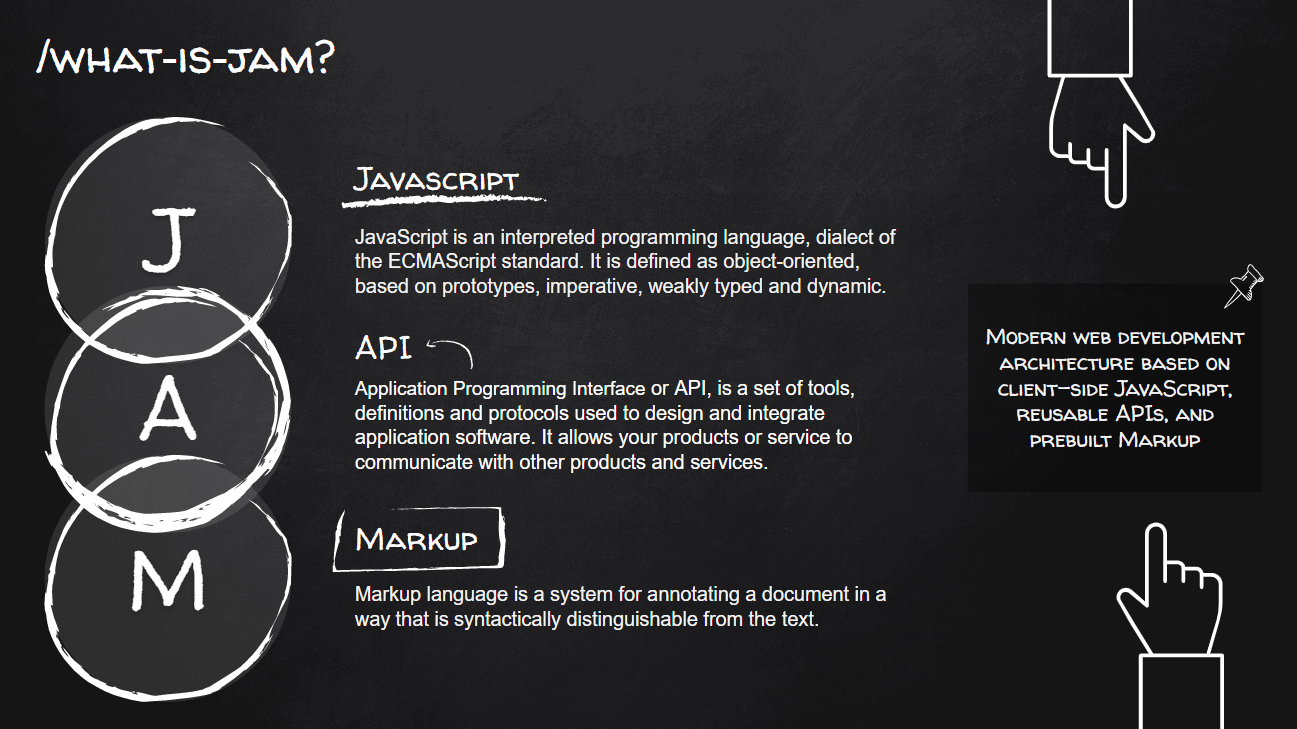 /what-is-jam?
J
A
M
Javascript
JavaScript is an interpreted programming language, dialect of
the ECMAScript standard. It is defined as object-oriented,
based on prototypes, imperative, weakly typed and dynamic.
API
Application Programming Interface or API, is a set of tools,
definitions and protocols used to design and integrate
application software. It allows your products or service to
communicate with other products and services.
Markup
Markup language is a system for annotating a document in a
way that is syntactically distinguishable from the text.
Modern web development
architecture based on
client-side JavaScript,
reusable APIs, and
prebuilt Markup